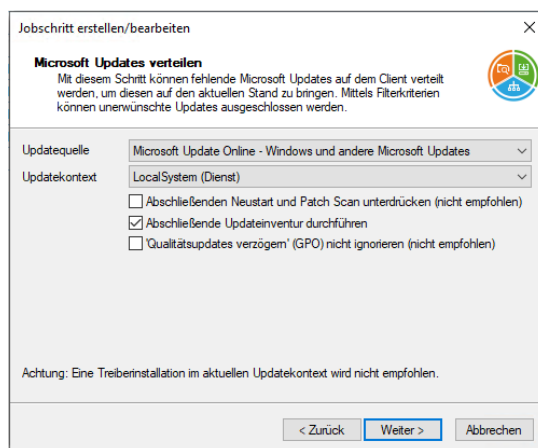 Jobschritt erstellen/bearbeiten
Microsoft Updates verteilen
Mit diesem Schritt können fehlende Microsoft Updates auf dem Client verteilt
werden, um diesen auf den aktuellen Stand zu bringen. Mittels Filterkriterien
können unerwünschte Updates ausgeschlossen werden.
Updatequelle
Microsoft Update Online - Windows und andere Microsoft Updates
Updatekontext
LocalSystem (Dienst)
Abschließenden Neustart und Patch Scan unterdrücken (nicht empfohlen)
Abschließende Updateinventur durchführen
'Qualitätsupdates verzögern' (GPO) nicht ignorieren (nicht empfohlen)
Achtung: Eine Treiberinstallation im aktuellen Updatekontext wird nicht empfohlen.
< Zurück
Weiter >
Abbrechen